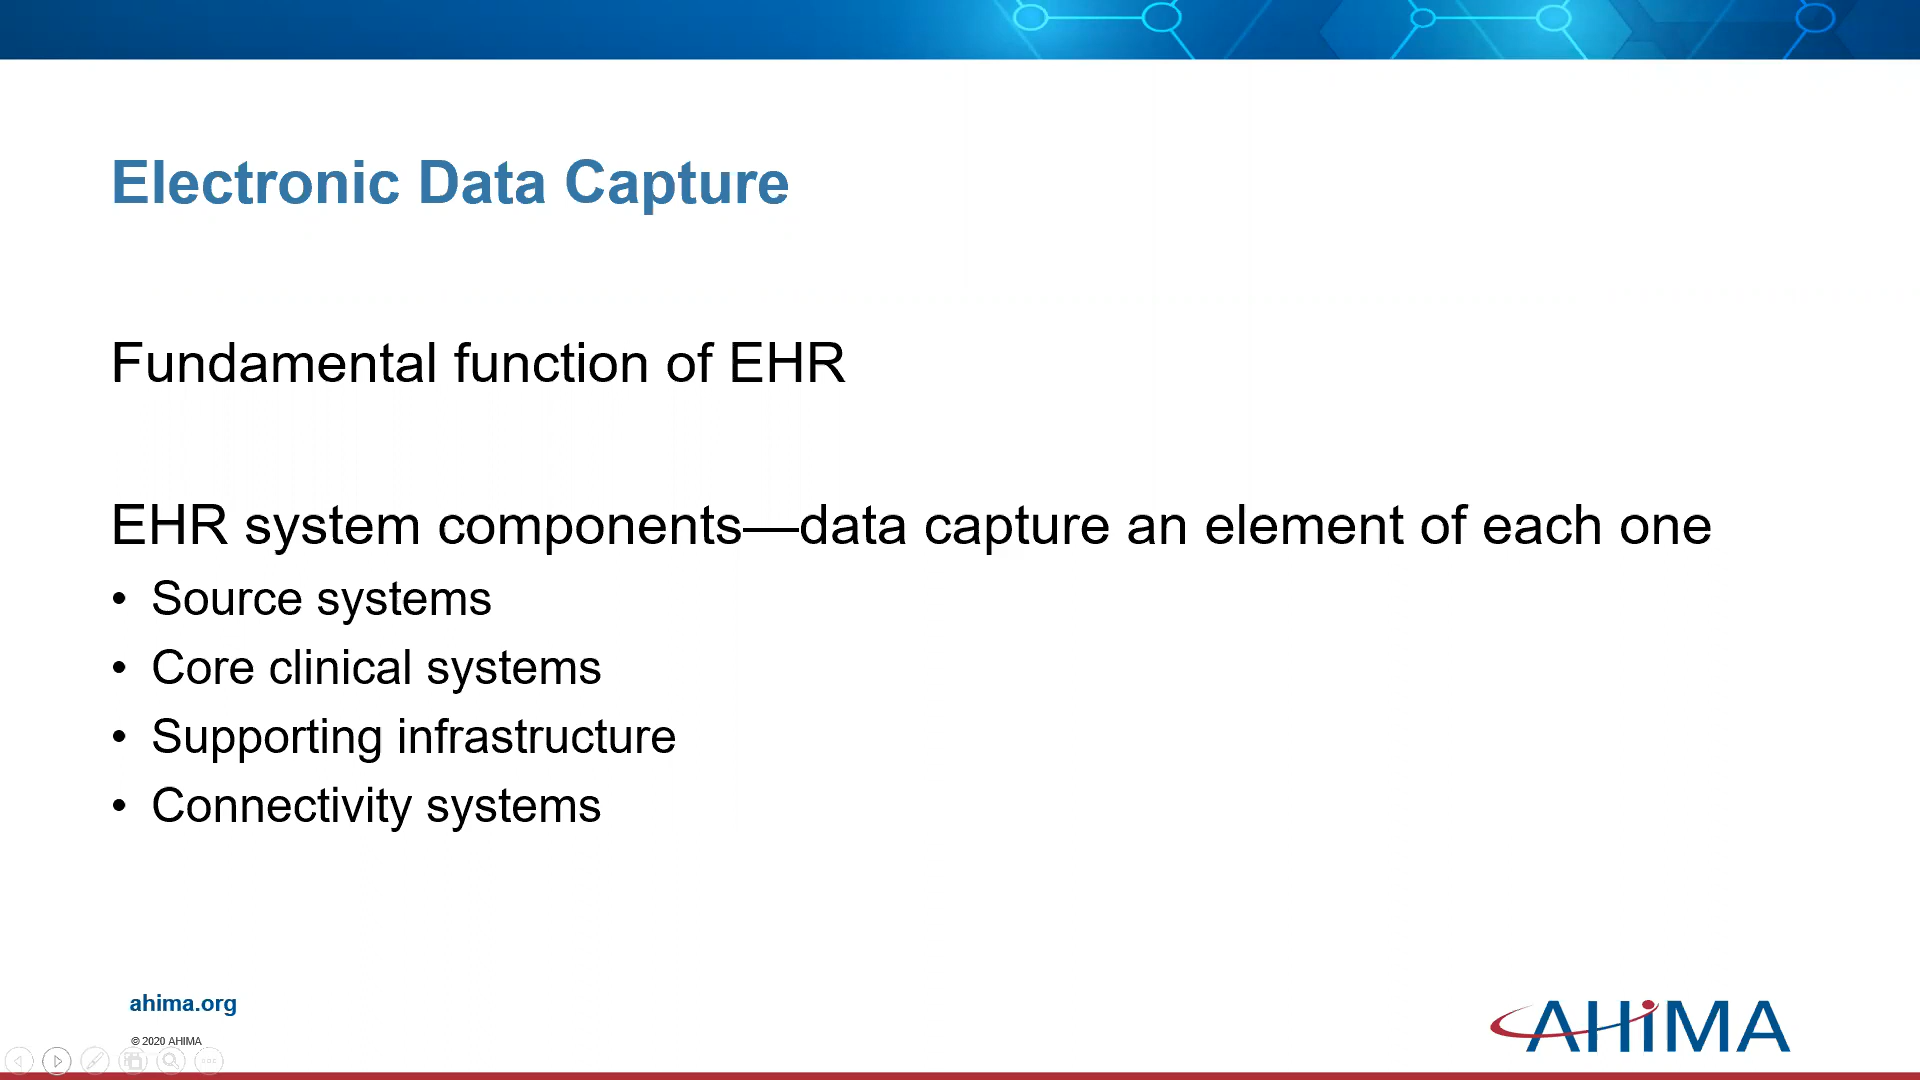 Electronic Data Capture
Fundamental function of EHR
EHR system components—data capture an element of each one
• Source systems
• Core clinical systems
• Supporting infrastructure
• Connectivity systems
ahima.org
© 2020 AHIMA
AHiMA